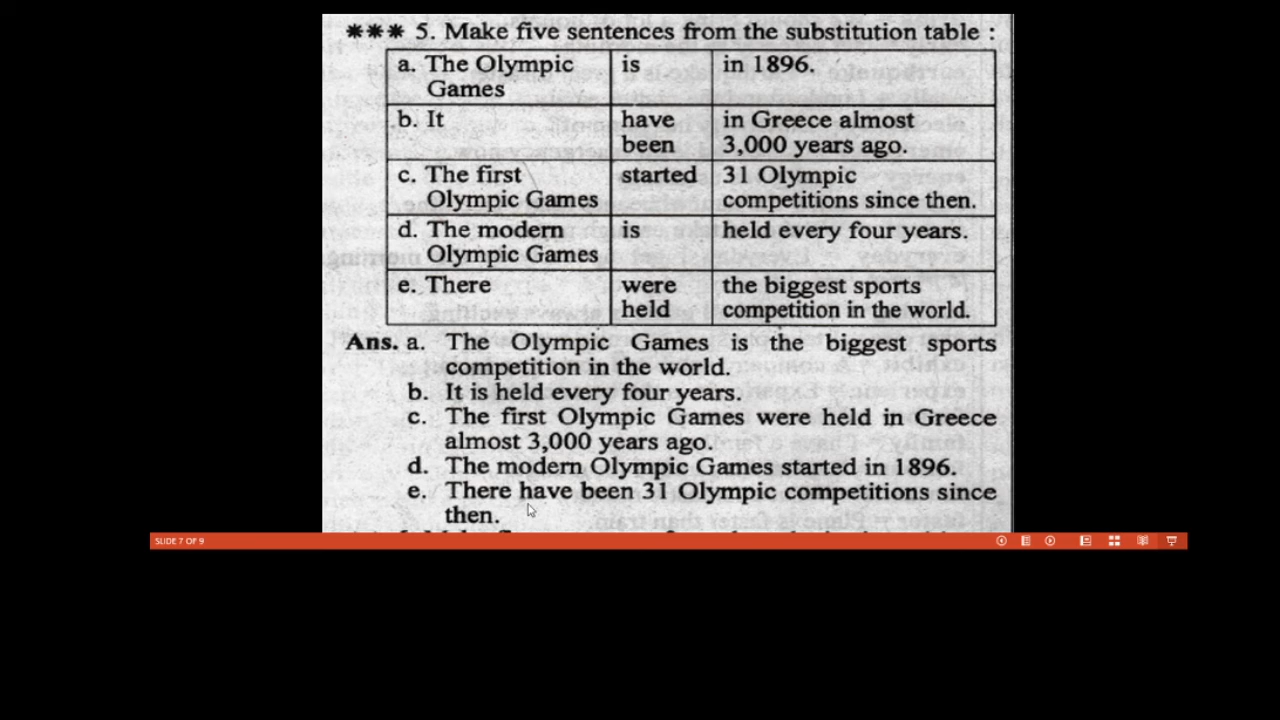 *** 5. Make five sentences from the substitution table :
a. The Olympic is in 1896.
Games
b. It have in Greece almost
been 3,000 years ago.
c. The first started 31 Olympic
Olympic Games competitions since then.
d. The modern is held every four years.
Olympic Games
e. There were the biggest sports
held competition in the world.
Ans. a. The Olympic Games is the biggest sports
competition in the world.
b. It is held every four years.
c. The first Olympic Games were held in Greece
almost 3,000 years ago.
d. The modern Olympic Games started in 1896.
e. There have been 31 Olympic competitions since
then.
SLIDE 7 OF 9